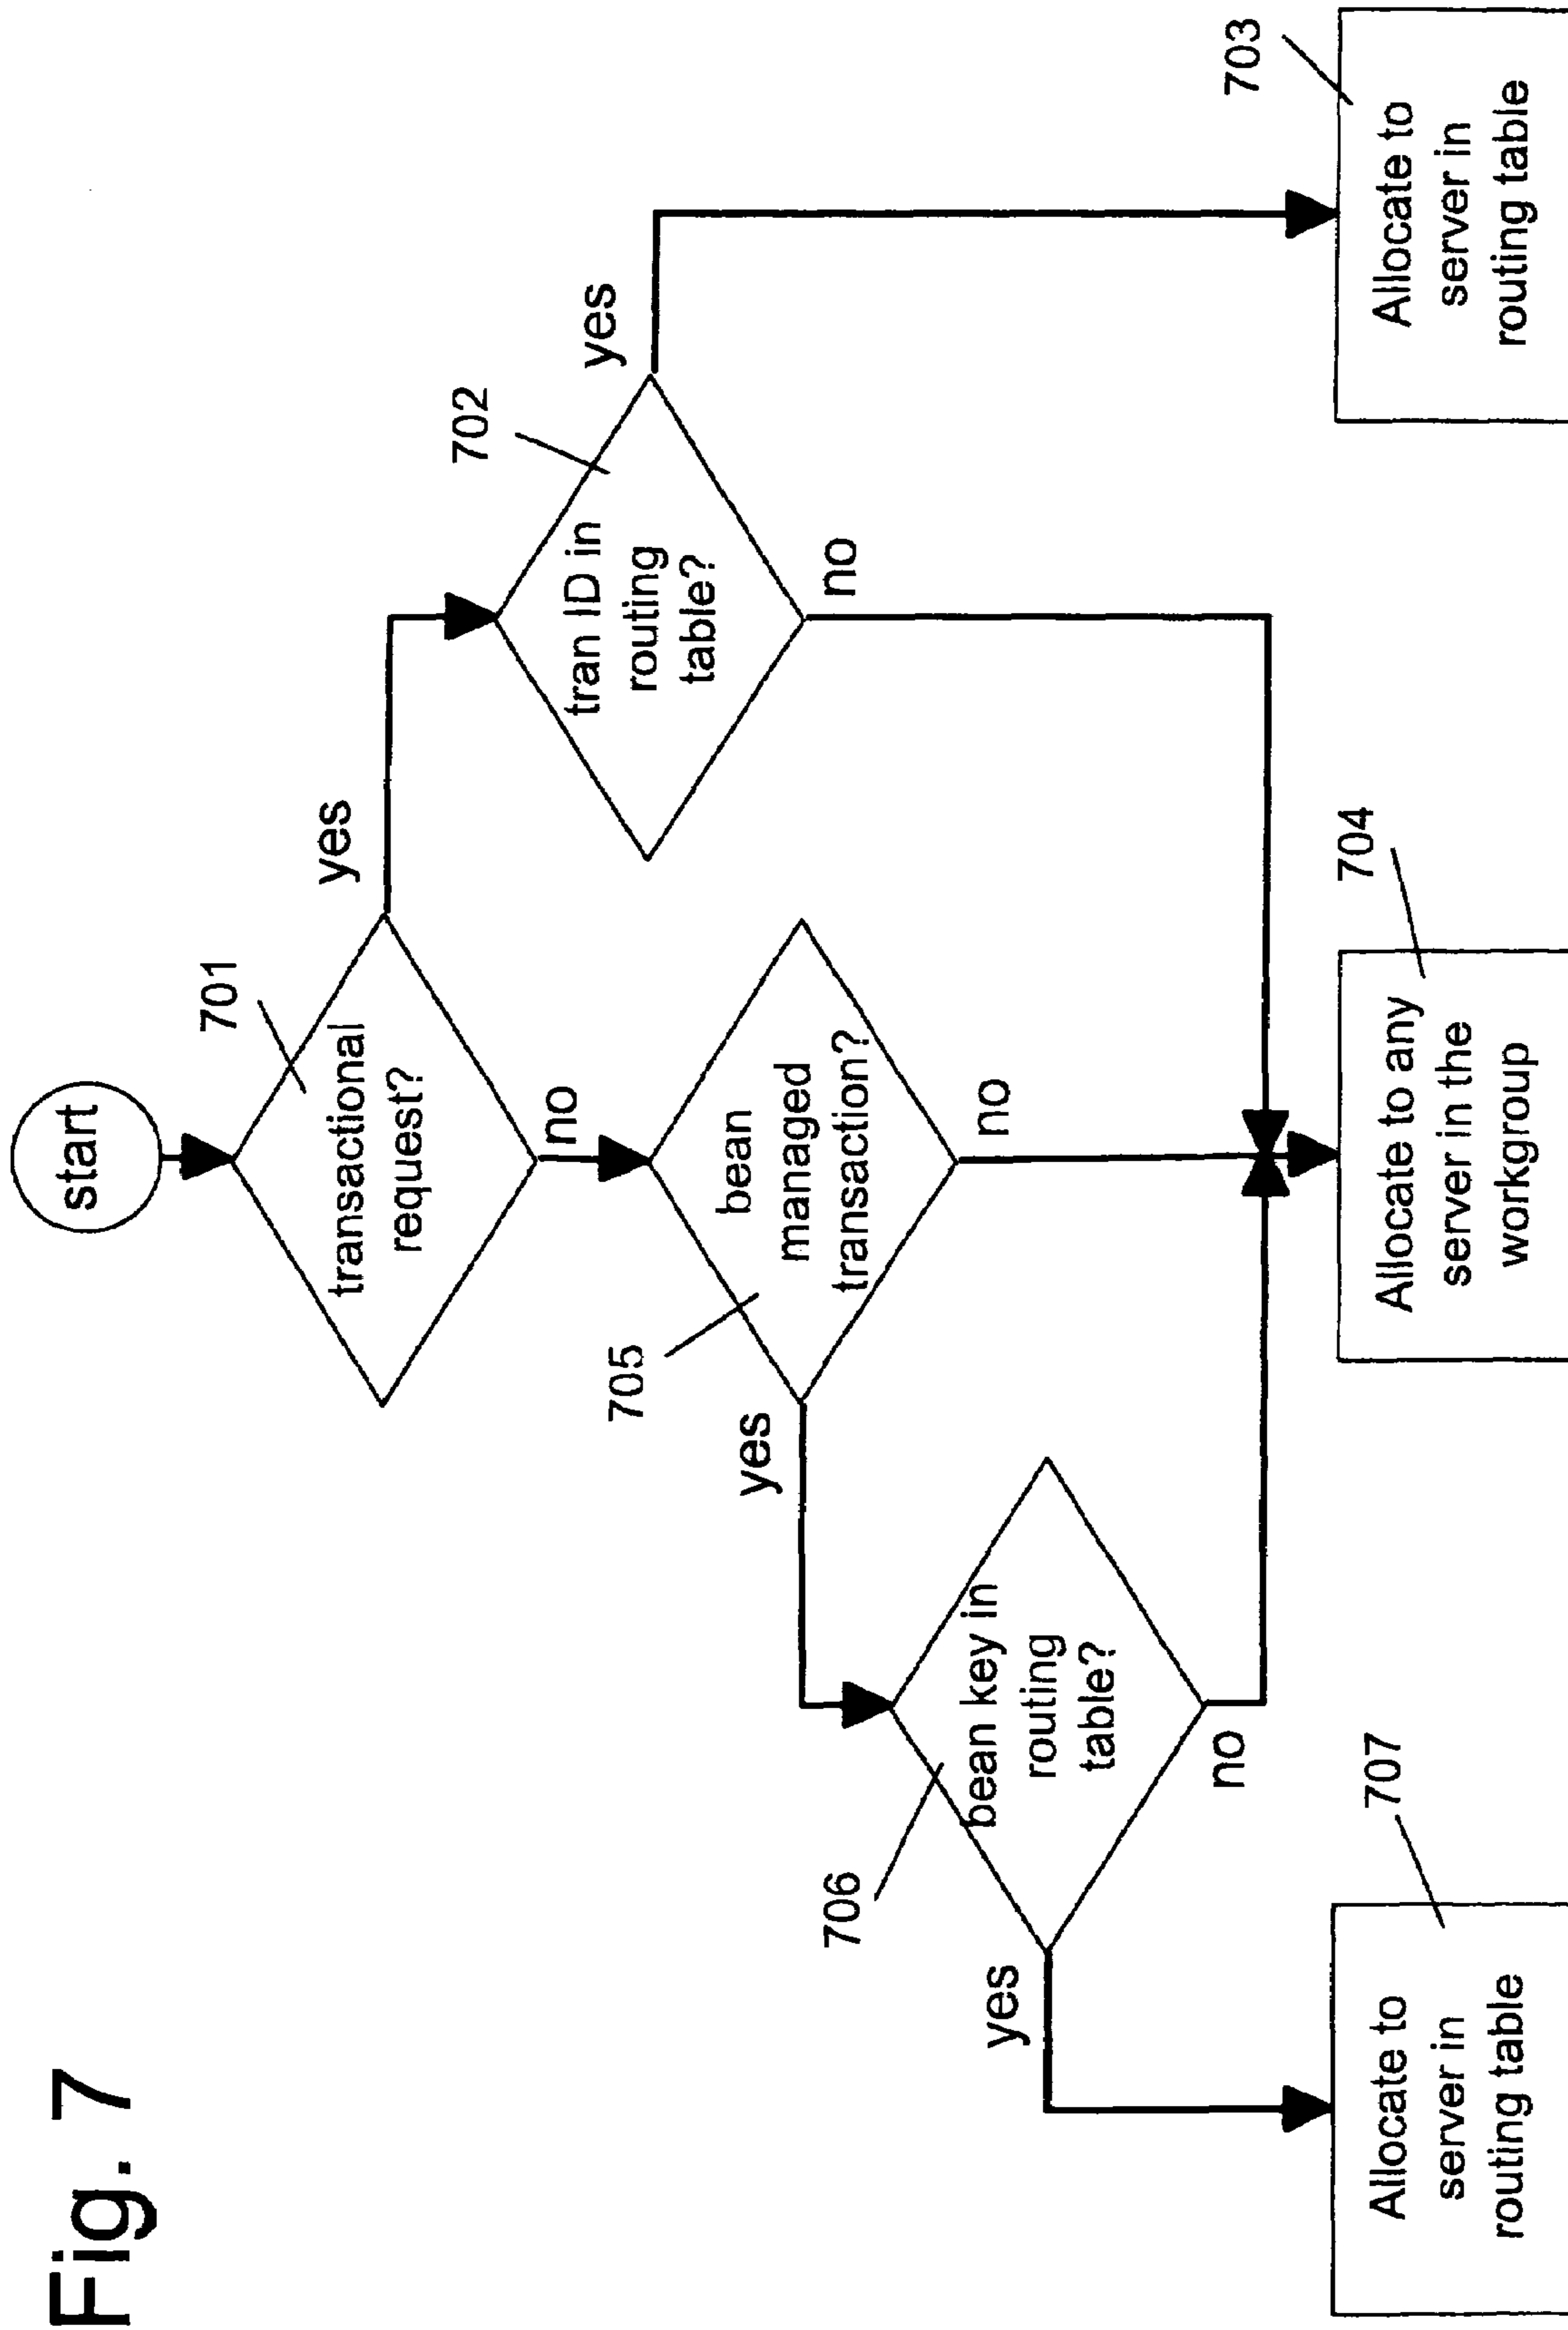 Fig. 7
start
701
transactional
request?
yes
no
702
tran ID in
routing
table?
yes
no
705
bean
managed
transaction?
yes
no
706
bean key in
routing
table?
yes
no
707
Allocate to
server in
routing table
704
Allocate to any
server in the
workgroup
703
Allocate to
server in
routing table